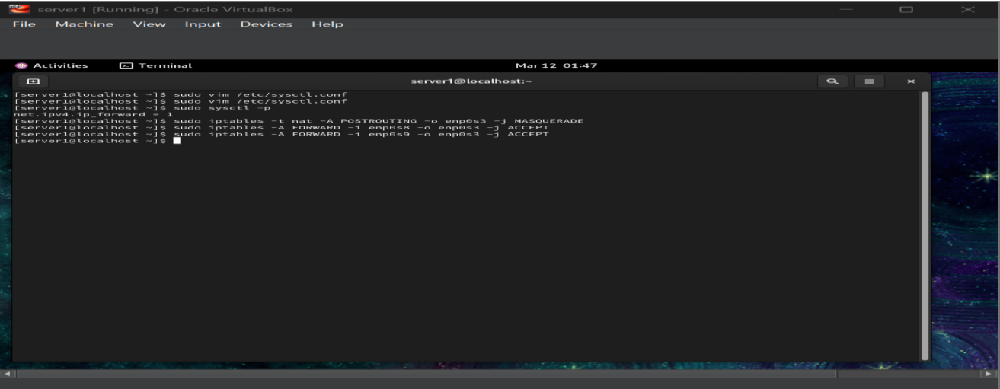 server1 [Running] - Oracle VirtualBox
File Machine View Input Devices Help
Activities Terminal Mar 12 01:47
server1@localhost:~
[server1@localhost ~]$ sudo vim /etc/sysctl.conf
[server1@localhost ~]$ sudo vim /etc/sysctl.conf
[server1@localhost ~]$ sudo sysctl -p
net.ipv4.ip_forward = 1
[server1@localhost ~]$ sudo iptables -t nat -A POSTROUTING -o enp0s3 -j MASQUERADE
[server1@localhost ~]$ sudo iptables -A FORWARD -i enp0s8 -o enp0s3 -j ACCEPT
[server1@localhost ~]$ sudo iptables -A FORWARD -i enp0s9 -o enp0s3 -j ACCEPT
[server1@localhost ~]$